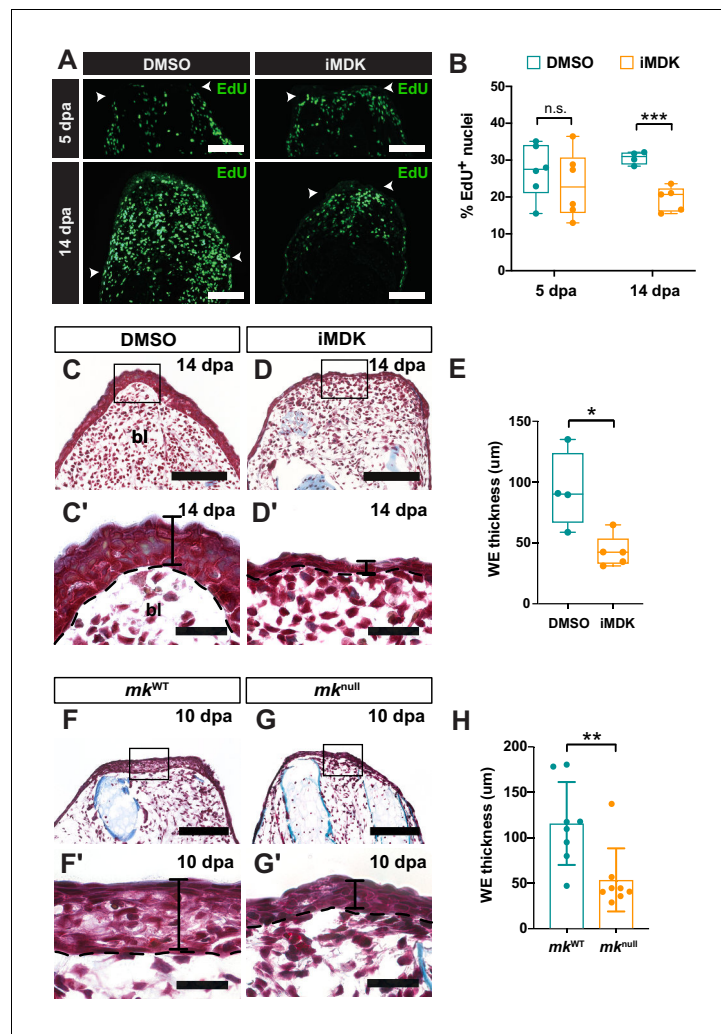 A
DMSO
iMDK
5 dpa
EdU
EdU
14 dpa
EdU
EdU
B
DMSO
iMDK
% EdU+ nuclei
50
40
30
20
10
0
n.s.
***
5 dpa
14 dpa
DMSO
iMDK
C
14 dpa
bl
D
14 dpa
C'
14 dpa
bl
D'
14 dpa
E
WE thickness (um)
150
100
50
0
*
DMSO
iMDK
mkWT
mknull
F
10 dpa
G
10 dpa
F'
10 dpa
G'
10 dpa
H
WE thickness (um)
200
150
100
50
0
**
mkWT
mknull